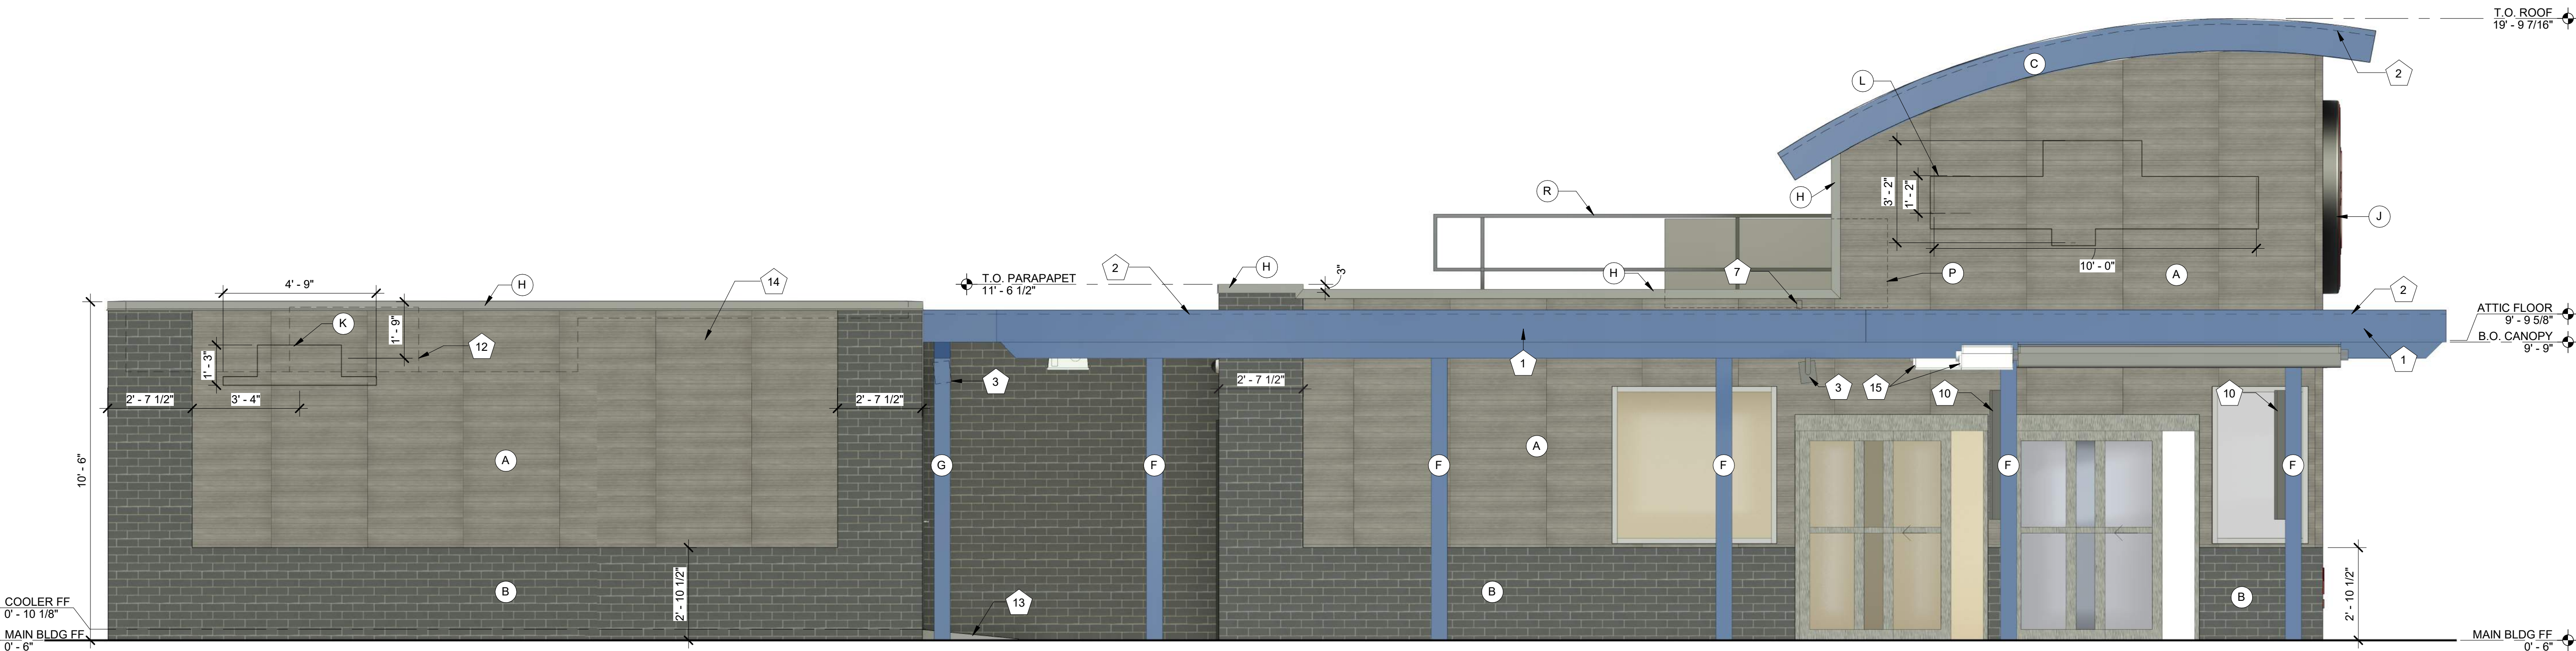 T.O. ROOF
19' - 9 7/16"
C
2
L
3' - 2"
1' - 2"
R
H
J
10' - 0"
P
A
7
2
T.O. PARAPAPET
11' - 6 1/2"
2
H
3"
H
4' - 9"
H
14
K
1' - 9"
12
1' - 3"
ATTIC FLOOR
9' - 9 5/8"
B.O. CANOPY
9' - 9"
1
1
3
3
15
10
10
2' - 7 1/2"
3' - 4"
2' - 7 1/2"
2' - 7 1/2"
10' - 6"
A
G
F
F
A
F
F
F
B
2' - 10 1/2"
13
B
B
2' - 10 1/2"
COOLER FF
0' - 10 1/8"
MAIN BLDG FF
0' - 6"
MAIN BLDG FF
0' - 6"